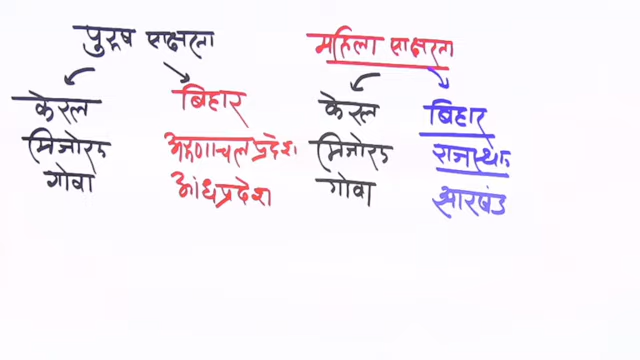 पुरुष साक्षरता महिला साक्षरता
केरल बिहार केरल बिहार
मिजोरम अरुणाचल प्रदेश मिजोरम राजस्थान
गोवा आंध्रप्रदेश गोवा झारखंड